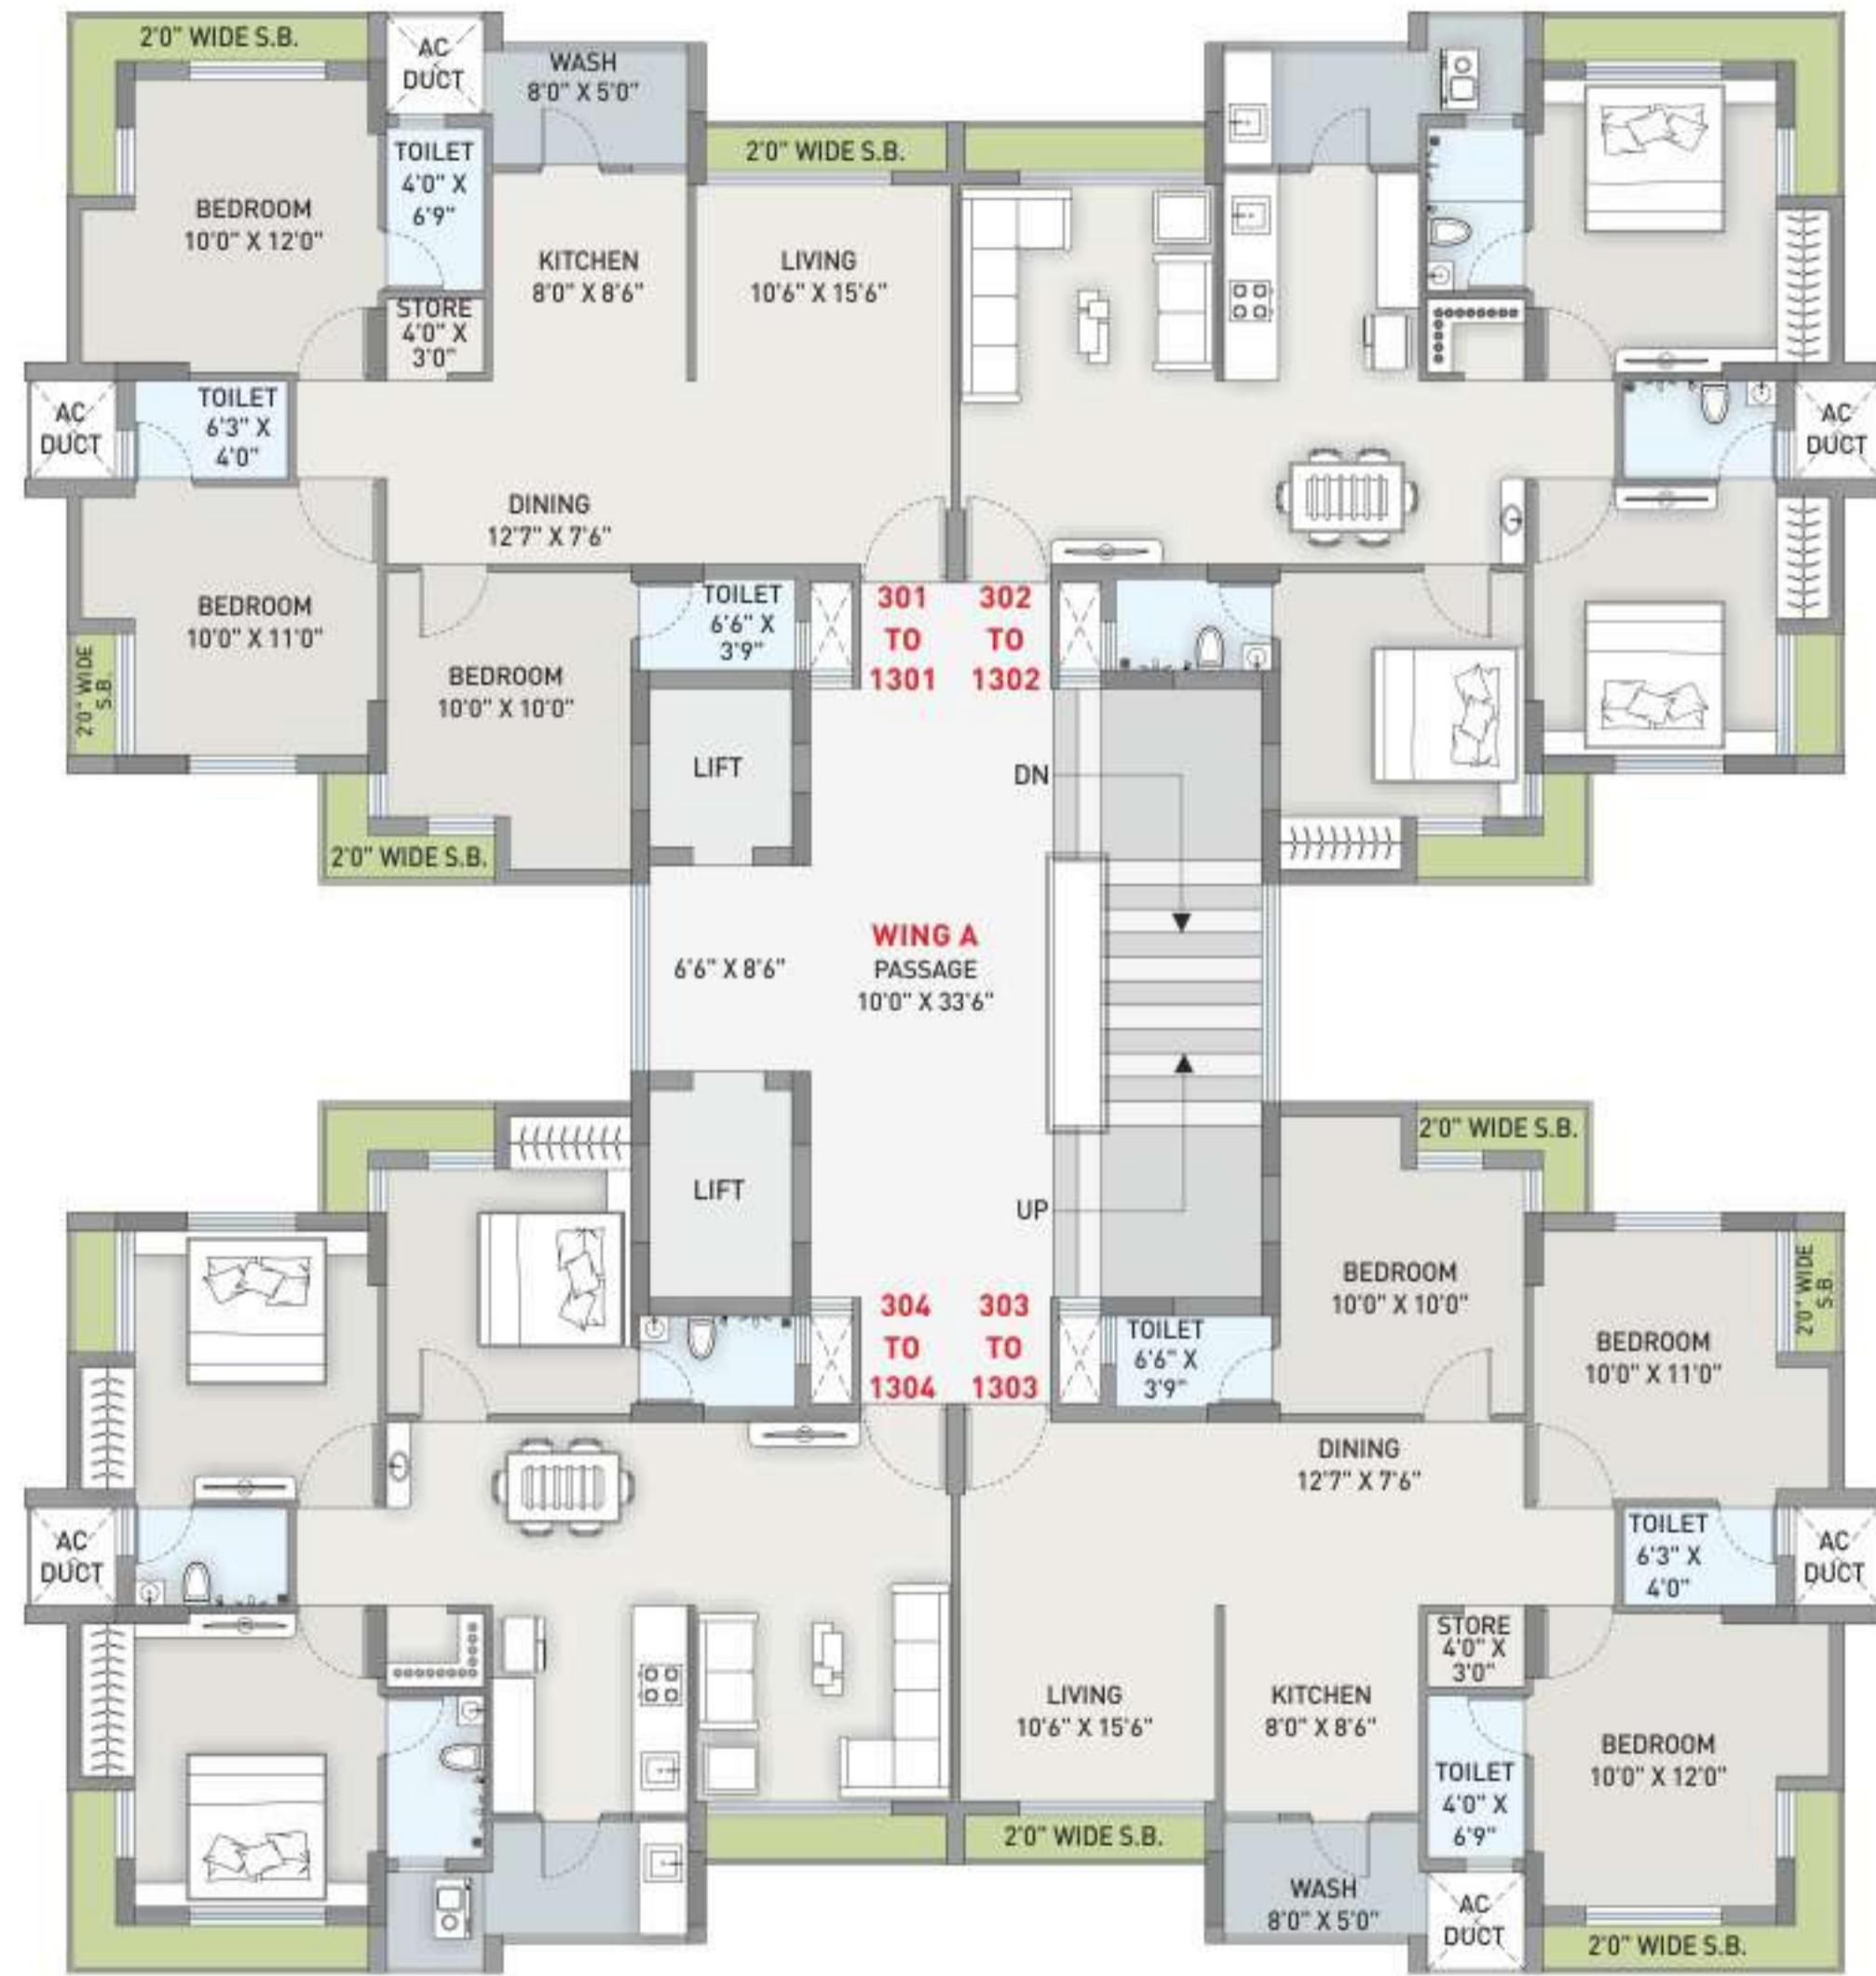 2'0" WIDE S.B.
AC
DUCT
WASH
8'0" X 5'0"
TOILET
4'0" X
6'9"
2'0" WIDE S.B.
BEDROOM
10'0" X 12'0"
KITCHEN
8'0" X 8'6"
LIVING
10'6" X 15'6"
STORE
4'0" X
3'0"
AC
DUCT
TOILET
6'3" X
4'0"
AC
DUCT
DINING
12'7" X 7'6"
BEDROOM
10'0" X 11'0"
TOILET
6'6" X
3'9"
301
TO
1301
302
TO
1302
2'0" WIDE
S.B.
BEDROOM
10'0" X 10'0"
LIFT
DN
2'0" WIDE S.B.
6'6" X 8'6"
WING A
PASSAGE
10'0" X 33'6"
LIFT
UP
2'0" WIDE S.B.
BEDROOM
10'0" X 10'0"
2'0" WIDE
S.B.
304
TO
1304
303
TO
1303
TOILET
6'6" X
3'9"
BEDROOM
10'0" X 11'0"
DINING
12'7" X 7'6"
AC
DUCT
TOILET
6'3" X
4'0"
AC
DUCT
STORE
4'0" X
3'0"
LIVING
10'6" X 15'6"
KITCHEN
8'0" X 8'6"
BEDROOM
10'0" X 12'0"
TOILET
4'0" X
6'9"
2'0" WIDE S.B.
WASH
8'0" X 5'0"
AC
DUCT
2'0" WIDE S.B.